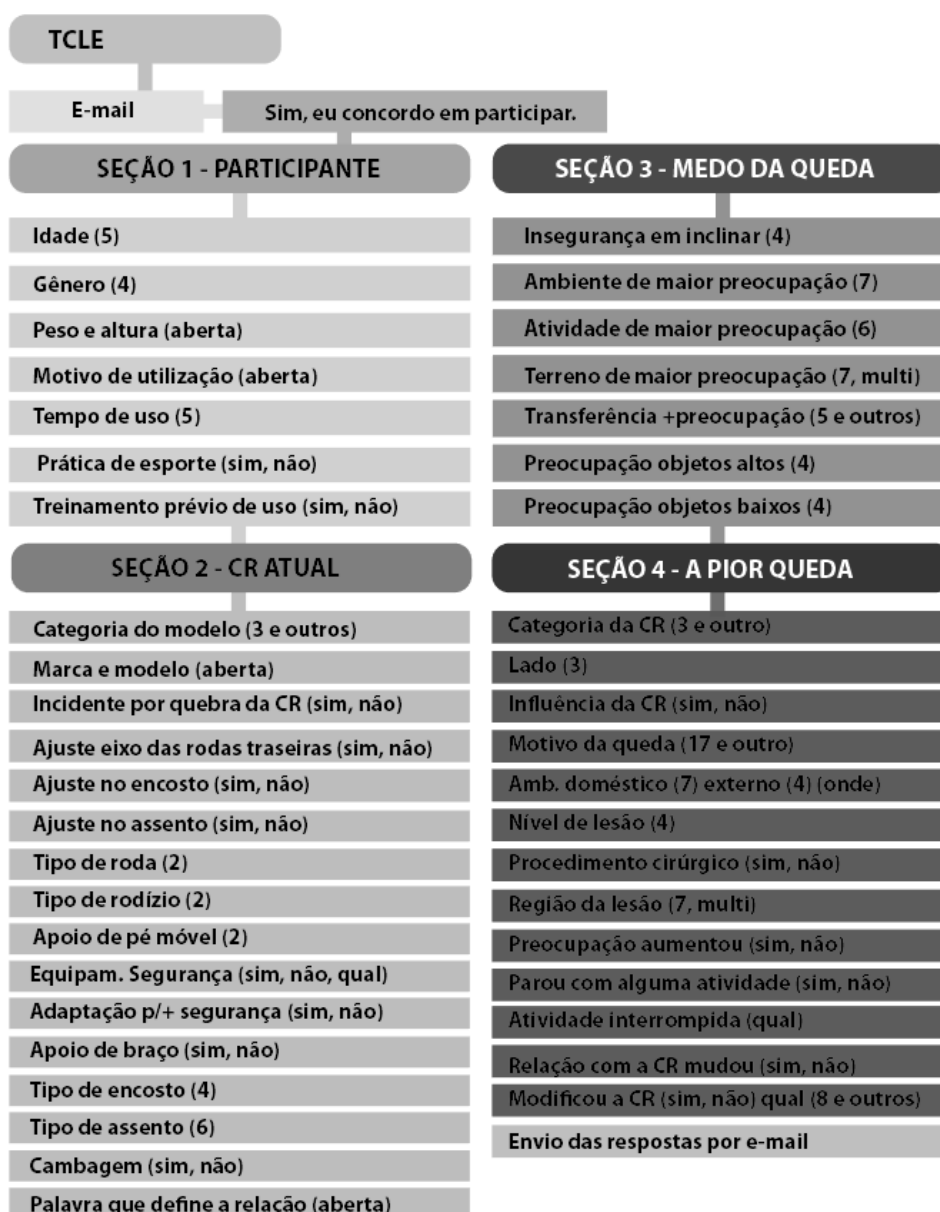 TCLE
E-mail
Sim, eu concordo em participar.
SEÇÃO 1 - PARTICIPANTE
Idade (5)
Gênero (4)
Peso e altura (aberta)
Motivo de utilização (aberta)
Tempo de uso (5)
Prática de esporte (sim, não)
Treinamento prévio de uso (sim, não)
SEÇÃO 2 - CR ATUAL
Categoria do modelo (3 e outros)
Marca e modelo (aberta)
Incidente por quebra da CR (sim, não)
Ajuste eixo das rodas traseiras (sim, não)
Ajuste no encosto (sim, não)
Ajuste no assento (sim, não)
Tipo de roda (2)
Tipo de rodízio (2)
Apoio de pé móvel (2)
Equipam. Segurança (sim, não, qual)
Adaptação p/+ segurança (sim, não)
Apoio de braço (sim, não)
Tipo de encosto (4)
Tipo de assento (6)
Cambagem (sim, não)
Palavra que define a relação (aberta)
SEÇÃO 3 - MEDO DA QUEDA
Insegurança em inclinar (4)
Ambiente de maior preocupação (7)
Atividade de maior preocupação (6)
Terreno de maior preocupação (7, multi)
Transferência +preocupação (5 e outros)
Preocupação objetos altos (4)
Preocupação objetos baixos (4)
SEÇÃO 4 - A PIOR QUEDA
Categoria da CR (3 e outro)
Lado (3)
Influência da CR (sim, não)
Motivo da queda (17 e outro)
Amb. doméstico (7) externo (4) (onde)
Nível de lesão (4)
Procedimento cirúrgico (sim, não)
Região da lesão (7, multi)
Preocupação aumentou (sim, não)
Parou com alguma atividade (sim, não)
Atividade interrompida (qual)
Relação com a CR mudou (sim, não)
Modificou a CR (sim, não) qual (8 e outros)
Envio das respostas por e-mail